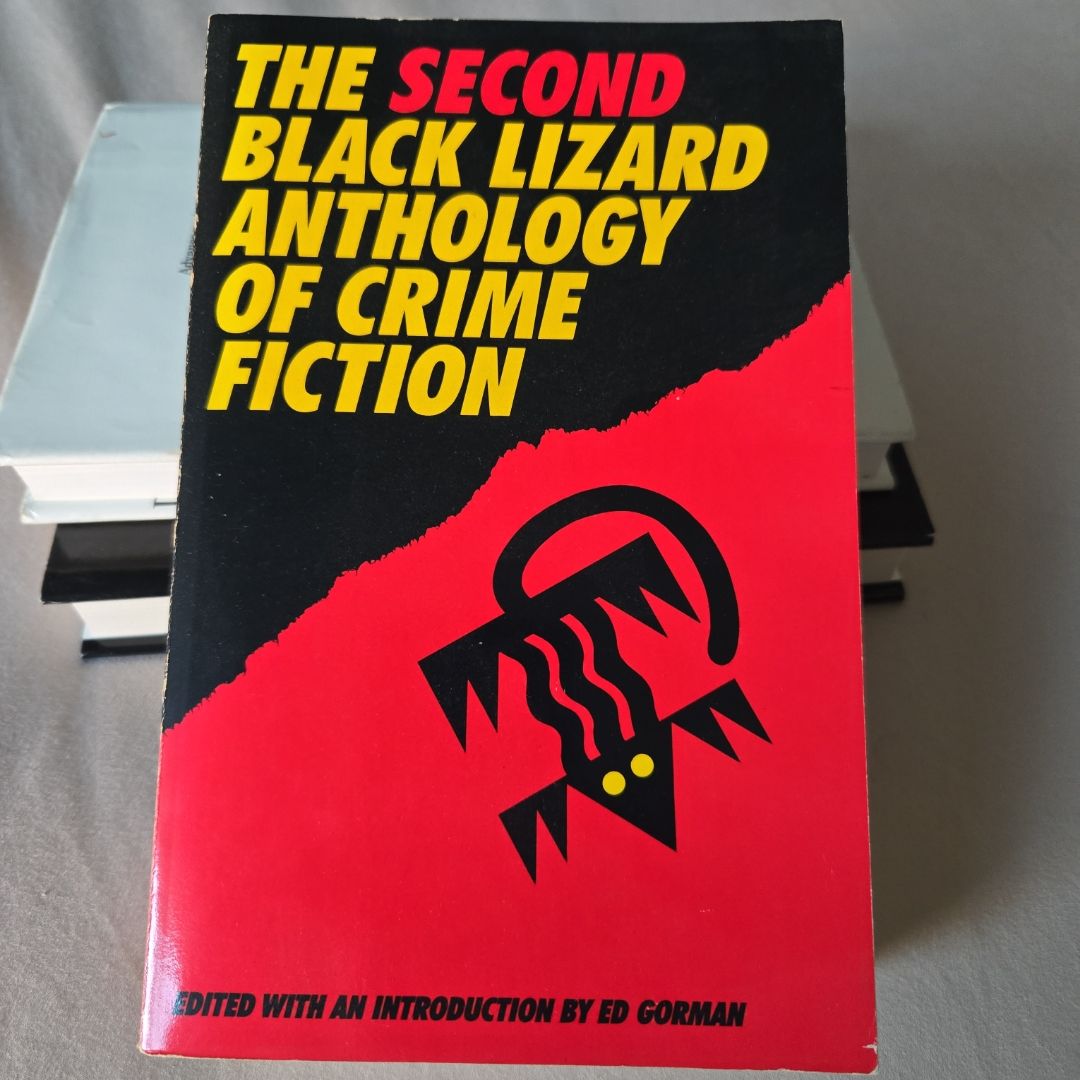 THE SECOND
BLACK LIZARD
ANTHOLOGY
OF CRIME
FICTION
EDITED WITH AN INTRODUCTION BY ED GORMAN